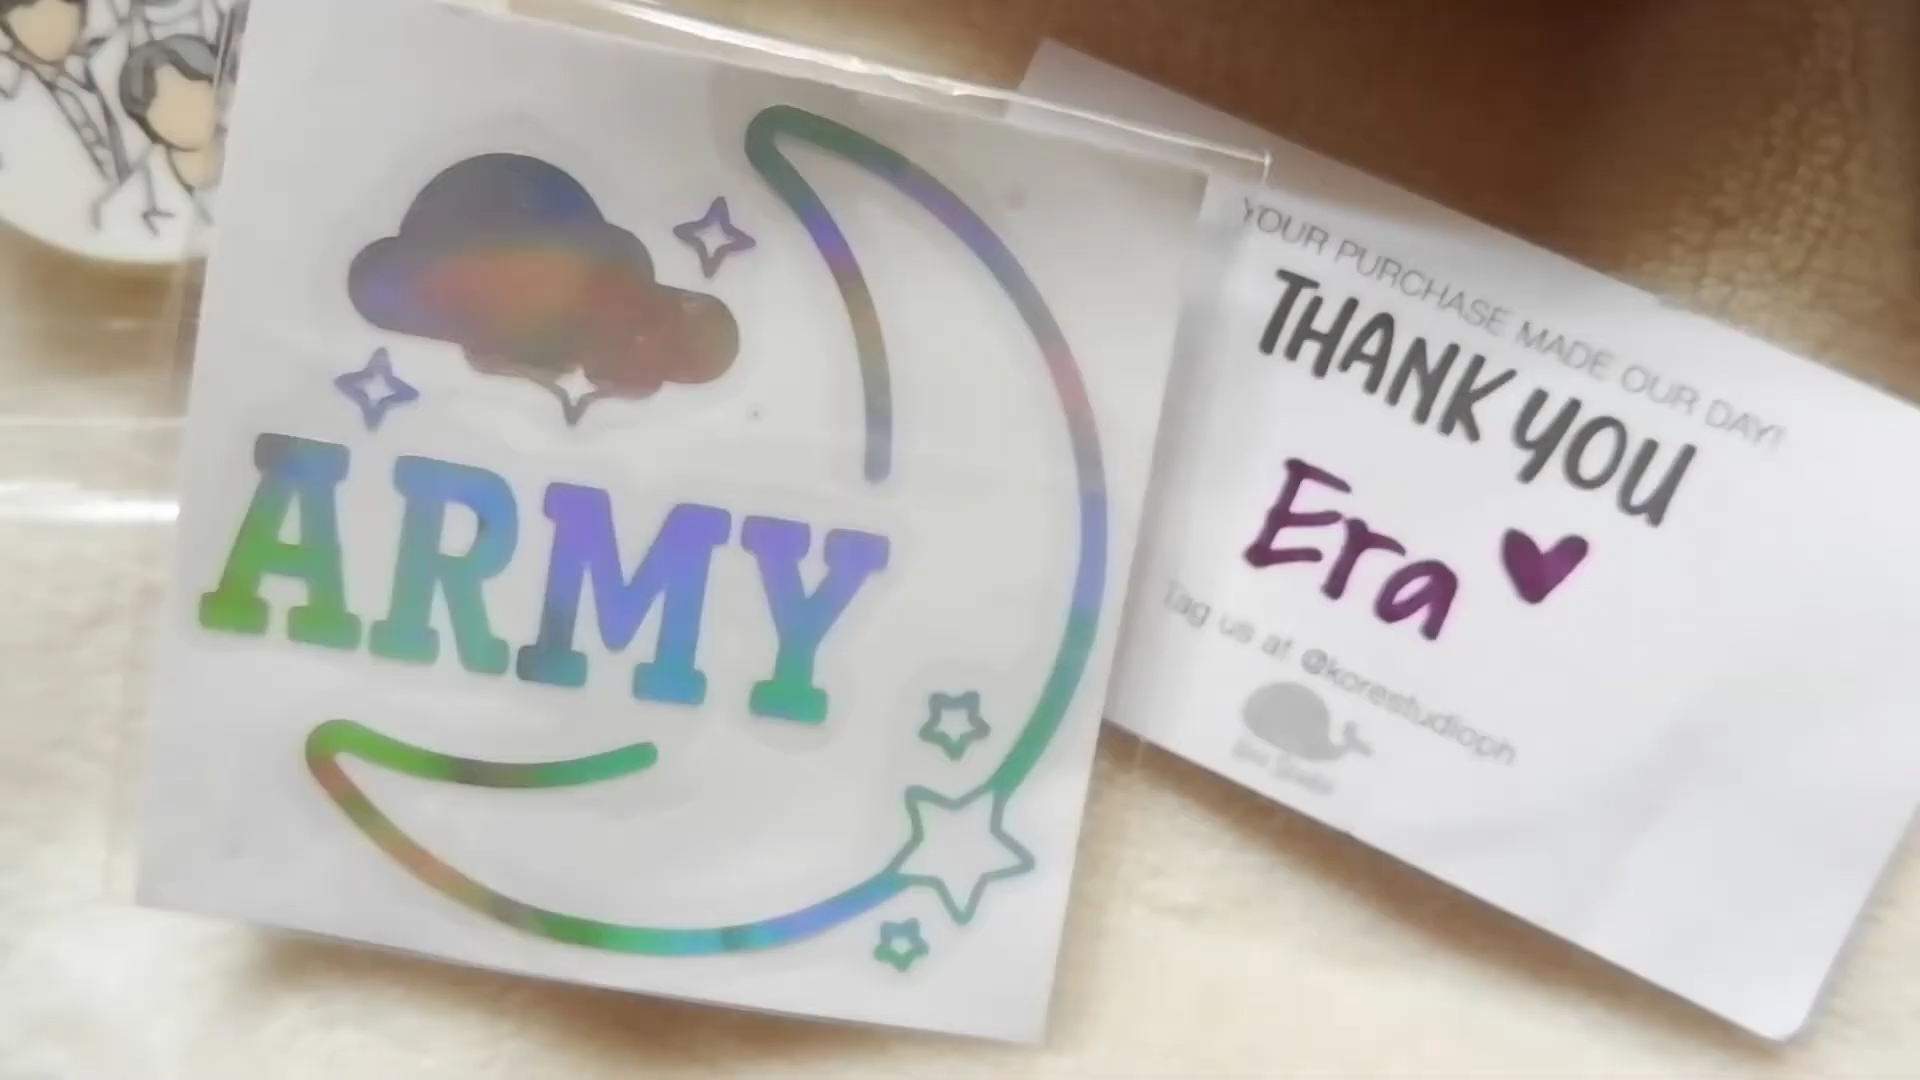 ARMY
YOUR PURCHASE MADE OUR DAY!
THANK YOU
Era
Tag us at @korestudioph